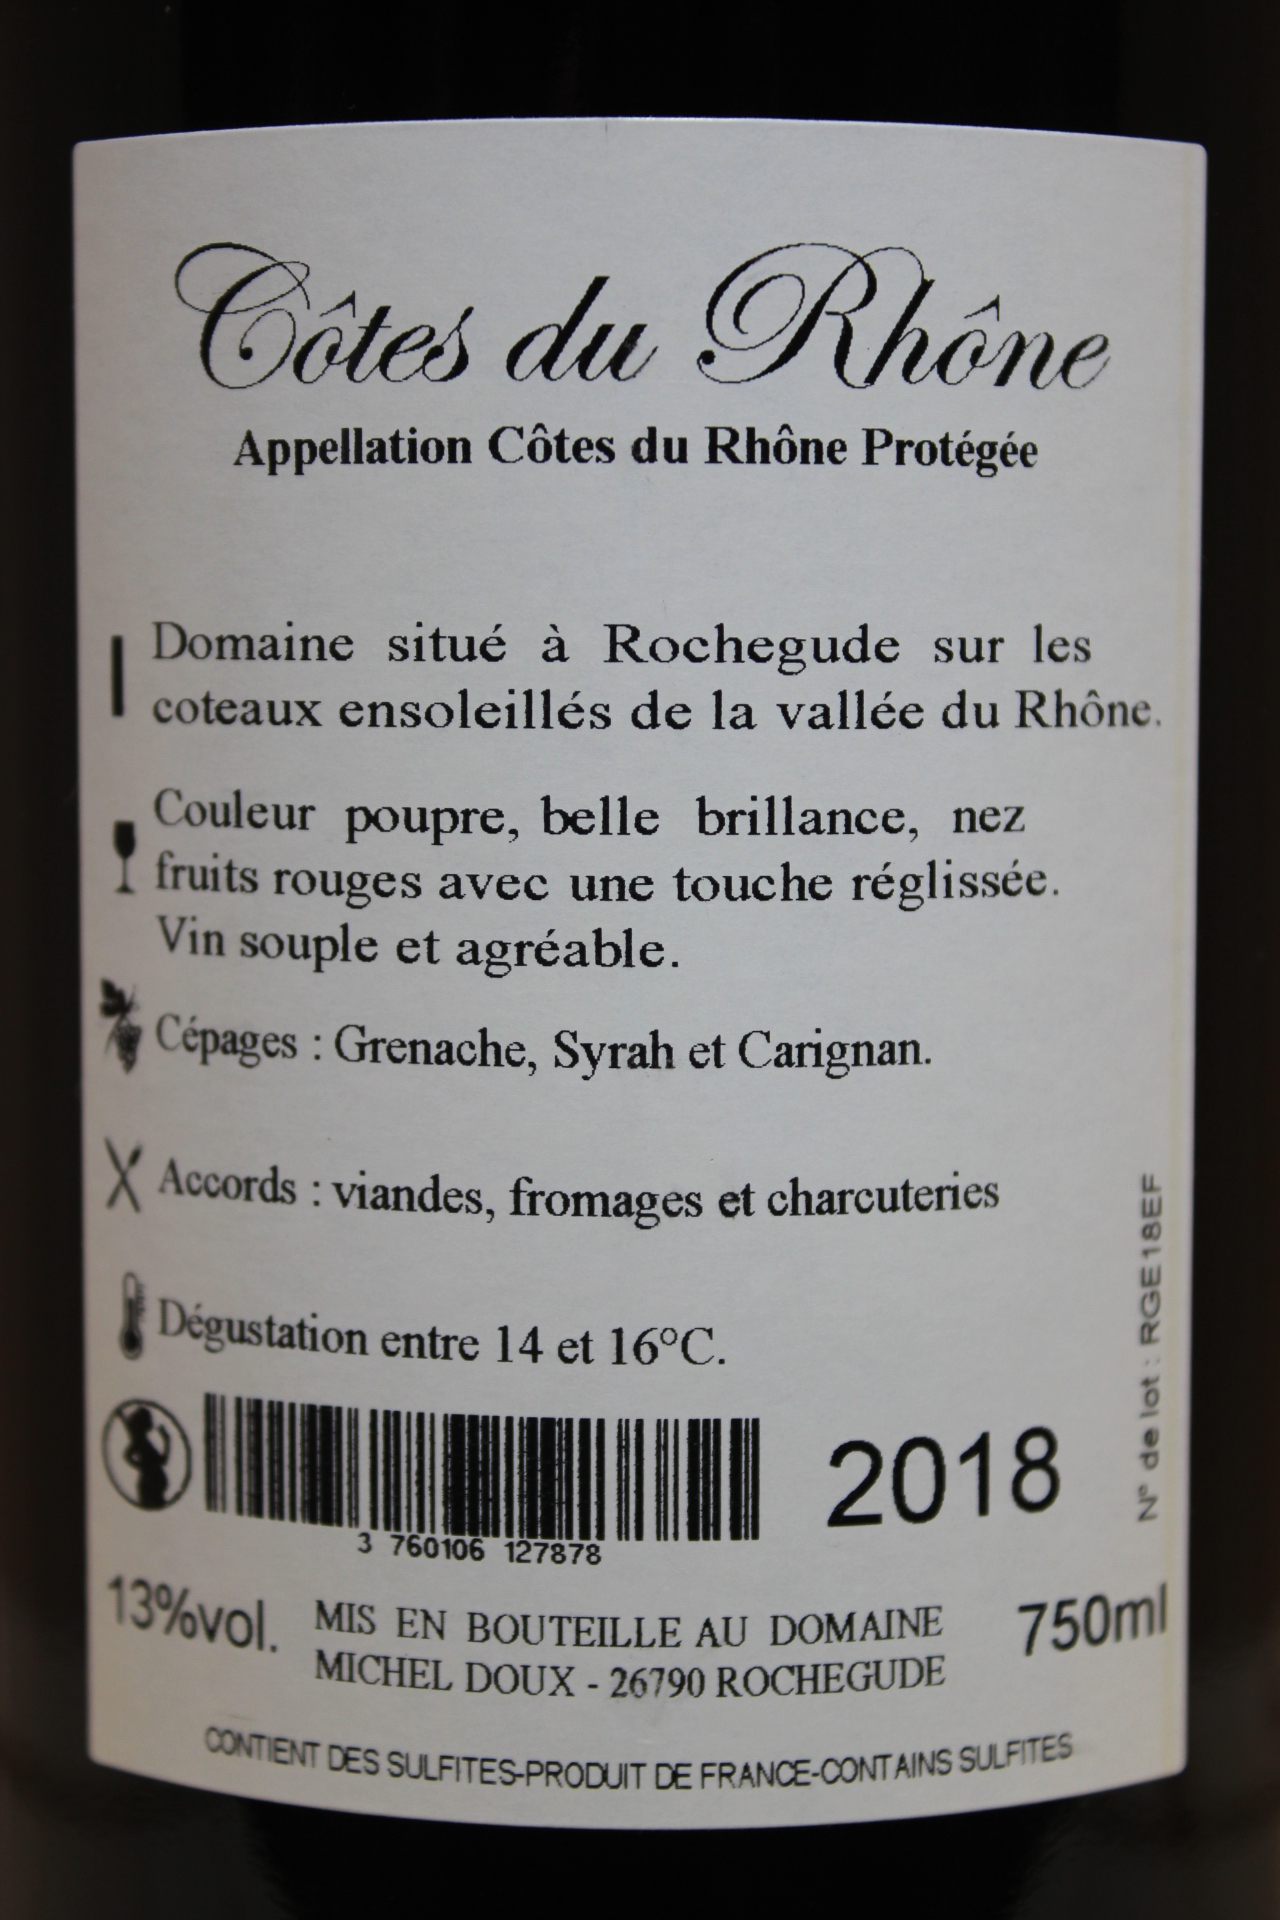 Côtes du Rhône
Appellation Côtes du Rhône Protégée
Domaine situé à Rochegude sur les
coteaux ensoleillés de la vallée du Rhône.
Couleur poupre, belle brillance, nez
fruits rouges avec une touche réglissée.
Vin souple et agréable.
Cépages : Grenache, Syrah et Carignan.
Accords : viandes, fromages et charcuteries
Dégustation entre 14 et 16°C.
N° de lot : RGE18EF
2018
3 760106 127878
13%vol.
MIS EN BOUTEILLE AU DOMAINE
MICHEL DOUX - 26790 ROCHEGUDE
750ml
CONTIENT DES SULFITES-PRODUIT DE FRANCE-CONTAINS SULFITES